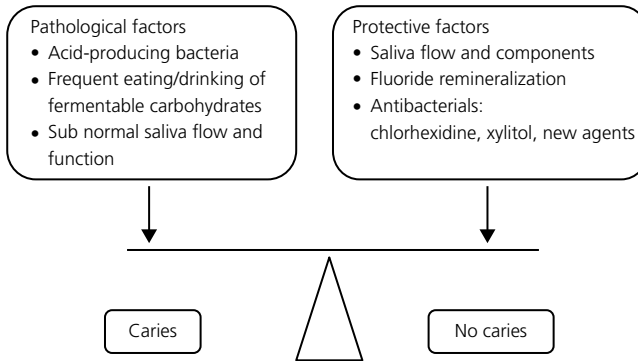 Pathological factors
• Acid-producing bacteria
• Frequent eating/drinking of
fermentable carbohydrates
• Sub normal saliva flow and
function
Protective factors
• Saliva flow and components
• Fluoride remineralization
• Antibacterials:
chlorhexidine, xylitol, new agents
Caries
No caries